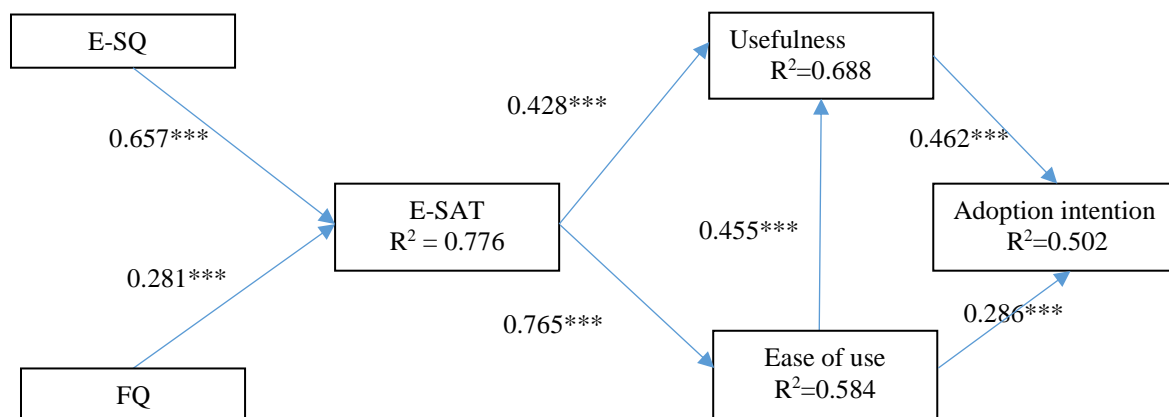 E-SQ
Usefulness
R²=0.688
0.428***
0.657***
0.462***
E-SAT
R² = 0.776
Adoption intention
R²=0.502
0.455***
0.281***
0.765***
0.286***
Ease of use
R²=0.584
FQ